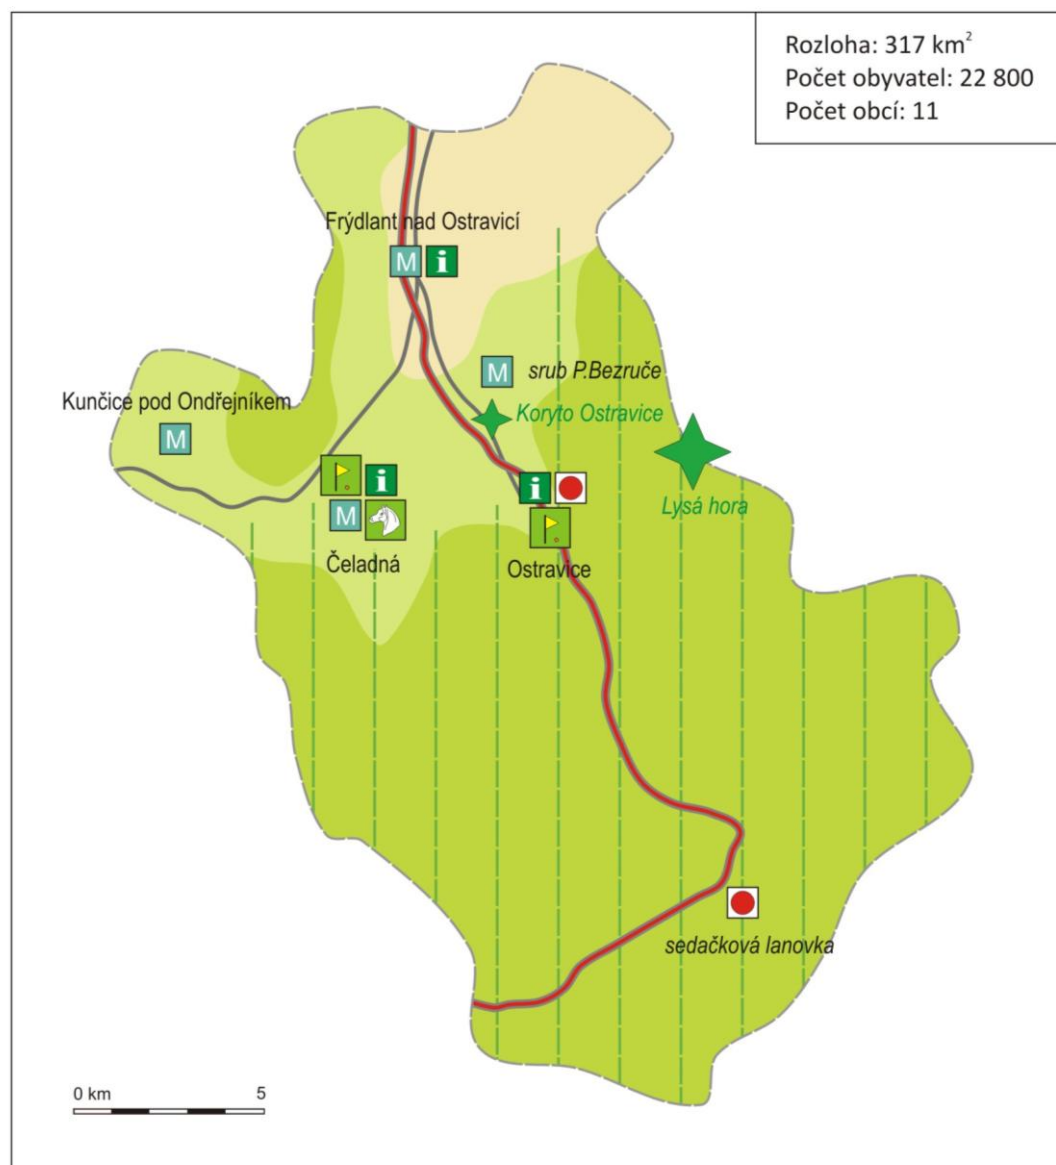 Rozloha: 317 km²
Počet obyvatel: 22 800
Počet obcí: 11
Frýdlant nad Ostravicí
M i
M srub P.Bezruče
Kunčice pod Ondřejníkem
Koryto Ostravice
M
Lysá hora
i i
M
Čeladná
Ostravice
sedačková lanovka
0 km 5